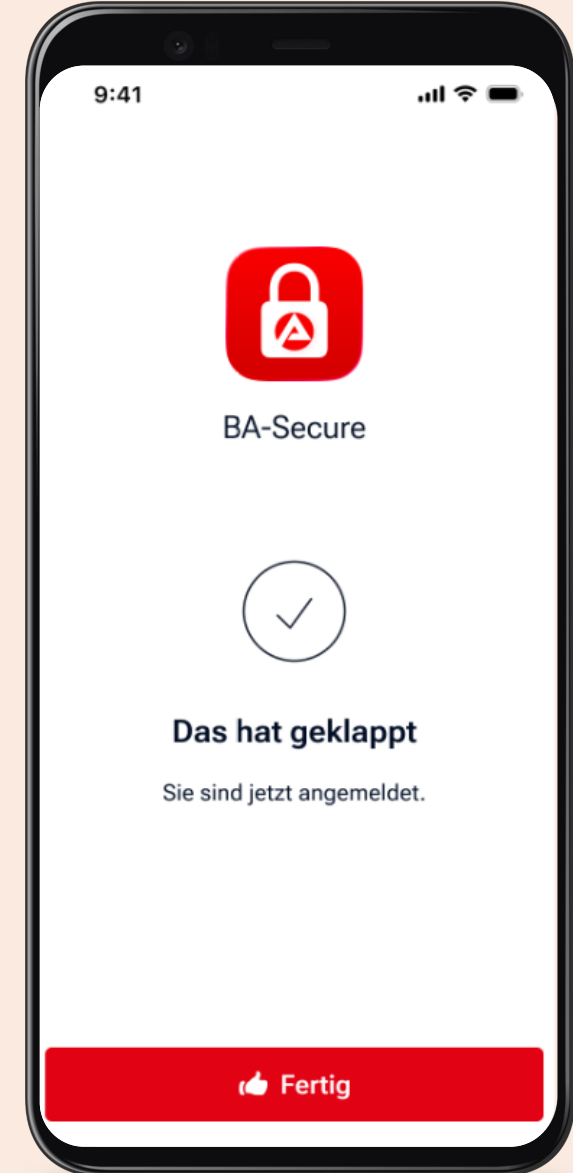 9:41
BA-Secure
Das hat geklappt
Sie sind jetzt angemeldet.
Fertig